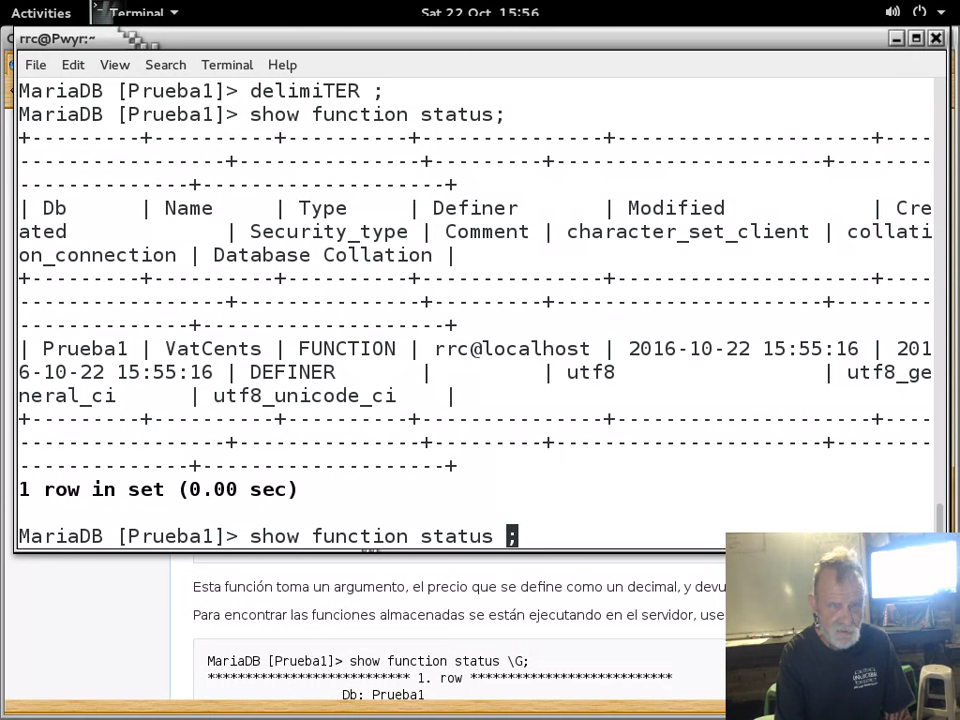 Activities Terminal Sat 22 Oct, 15:56
rrc@Pwyr:~
File Edit View Search Terminal Help
MariaDB [Prueba1]> delimiTER ;
MariaDB [Prueba1]> show function status;
+---------+----------+----------+---------------+---------------------+----
-----------------+---------------+---------+----------------------+--------
--------------+--------------------+
| Db | Name | Type | Definer | Modified | Cre
ated | Security_type | Comment | character_set_client | collati
on_connection | Database Collation |
+---------+----------+----------+---------------+---------------------+----
-----------------+---------------+---------+----------------------+--------
--------------+--------------------+
| Prueba1 | VatCents | FUNCTION | rrc@localhost | 2016-10-22 15:55:16 | 201
6-10-22 15:55:16 | DEFINER | | utf8 | utf8_ge
neral_ci | utf8_unicode_ci |
+---------+----------+----------+---------------+---------------------+----
-----------------+---------------+---------+----------------------+--------
--------------+--------------------+
1 row in set (0.00 sec)
MariaDB [Prueba1]> show function status ;
Esta función toma un argumento, el precio que se define como un decimal, y devu
Para encontrar las funciones almacenadas se están ejecutando en el servidor, use
MariaDB [Prueba1]> show function status \G;
*************************** 1. row ***************************
Db: Prueba1